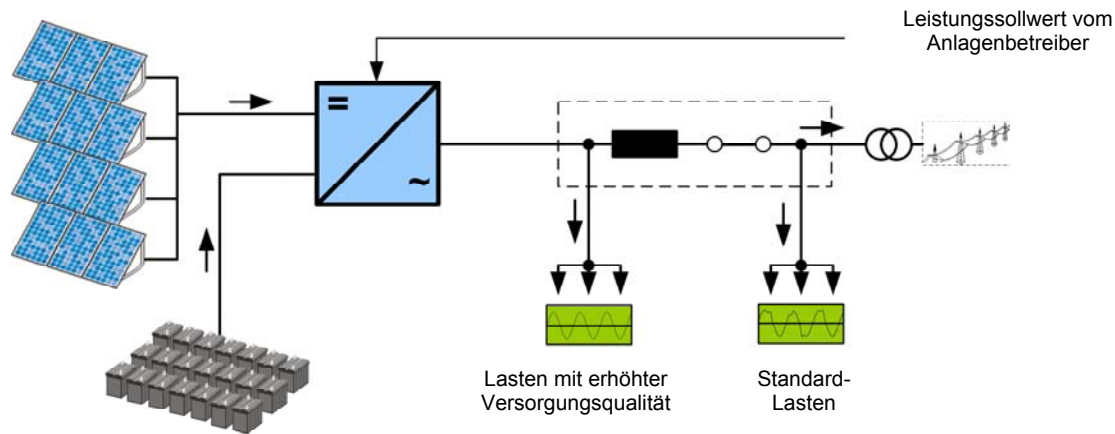 Leistungssollwert vom
Anlagenbetreiber
=
~
Lasten mit erhöhter
Versorgungsqualität
Standard-
Lasten